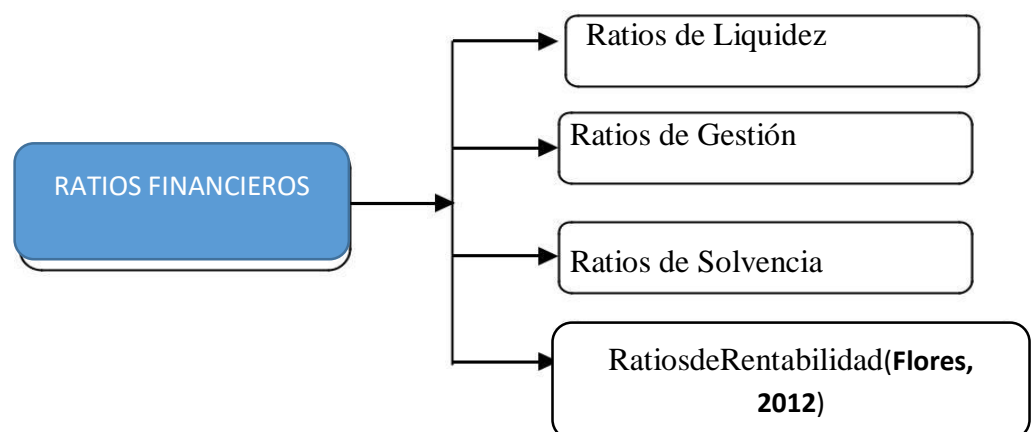 Ratios de Liquidez
Ratios de Gestión
RATIOS FINANCIEROS
Ratios de Solvencia
RatiosdeRentabilidad(Flores,
2012)